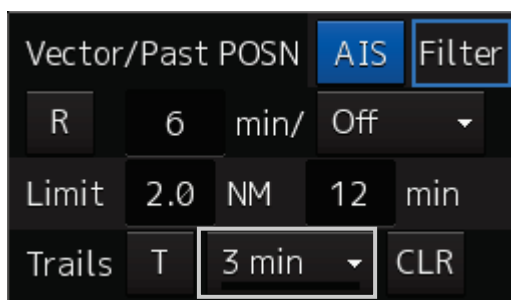 Vector/Past POSN AIS Filter
R 6 min/ Off
Limit 2.0 NM 12 min
Trails T 3 min CLR